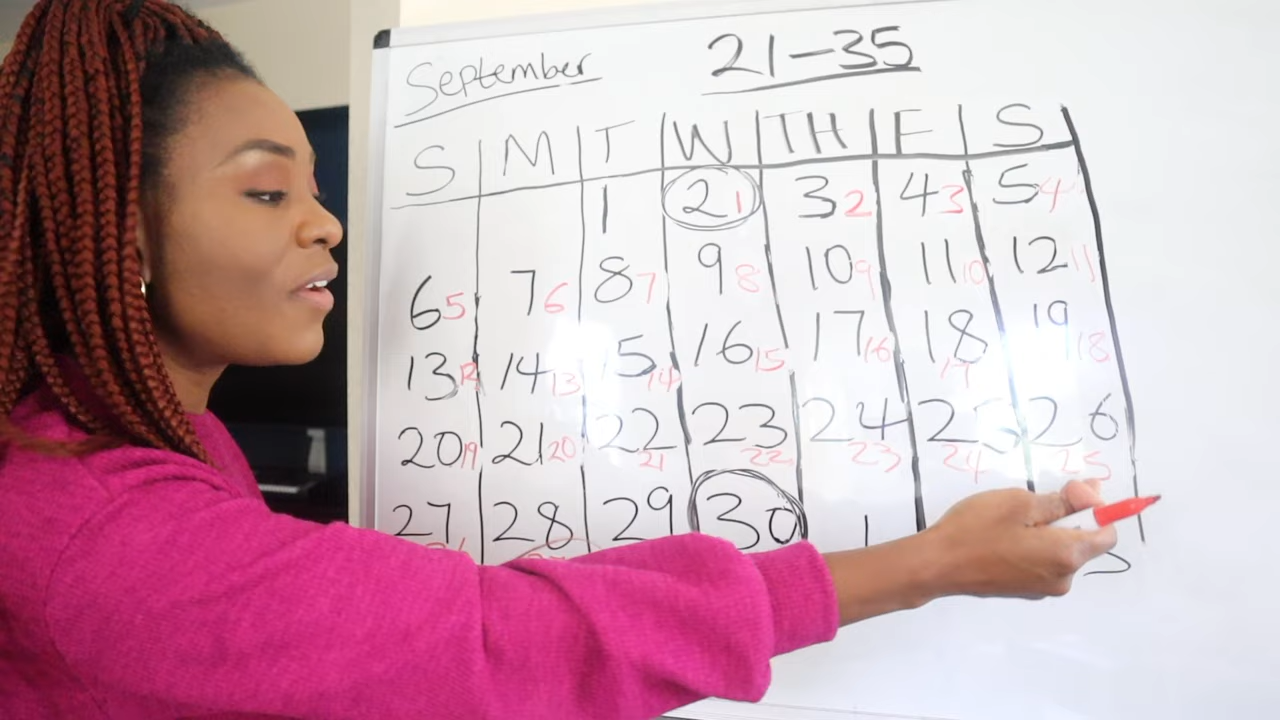 September 21-35
S M T W TH F S
1 2 1 3 2 4 3 5 4
6 5 7 6 8 7 9 8 10 9 11 10 12 11
13 12 14 13 15 14 16 15 17 16 18 17 19 18
20 19 21 20 22 21 23 22 24 23 25 24 26 25
27 28 29 30 1